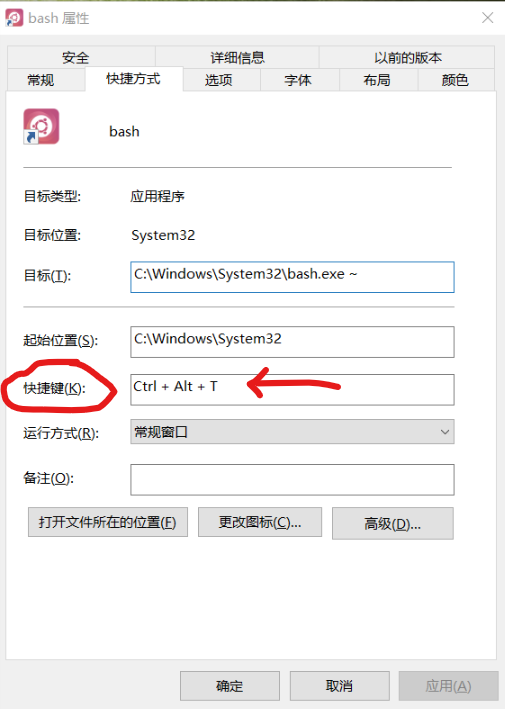 bash 属性
安全 详细信息 以前的版本
常规 快捷方式 选项 字体 布局 颜色
bash
目标类型: 应用程序
目标位置: System32
目标(T): C:\Windows\System32\bash.exe ~
起始位置(S): C:\Windows\System32
快捷键(K): Ctrl + Alt + T
运行方式(R): 常规窗口
备注(O):
打开文件所在的位置(F) 更改图标(C)... 高级(D)...
确定 取消 应用(A)